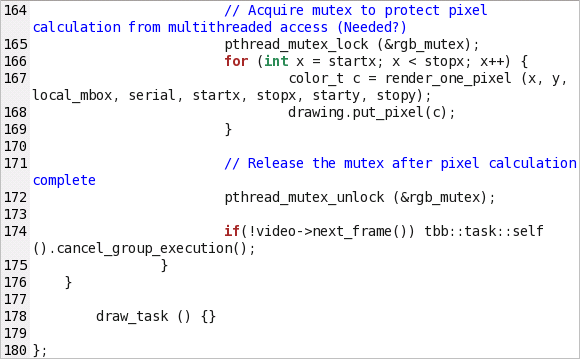 164                         // Acquire mutex to protect pixel
calculation from multithreaded access (Needed?)
165                         pthread_mutex_lock (&rgb_mutex);
166                         for (int x = startx; x < stopx; x++) {
167                                 color_t c = render_one_pixel (x, y,
local_mbox, serial, startx, stopx, starty, stopy);
168                                 drawing.put_pixel(c);
169                         }
170
171                         // Release the mutex after pixel calculation
complete
172                         pthread_mutex_unlock (&rgb_mutex);
173
174                         if(!video->next_frame()) tbb::task::self
().cancel_group_execution();
175                 }
176     }
177
178         draw_task () {}
179
180 };